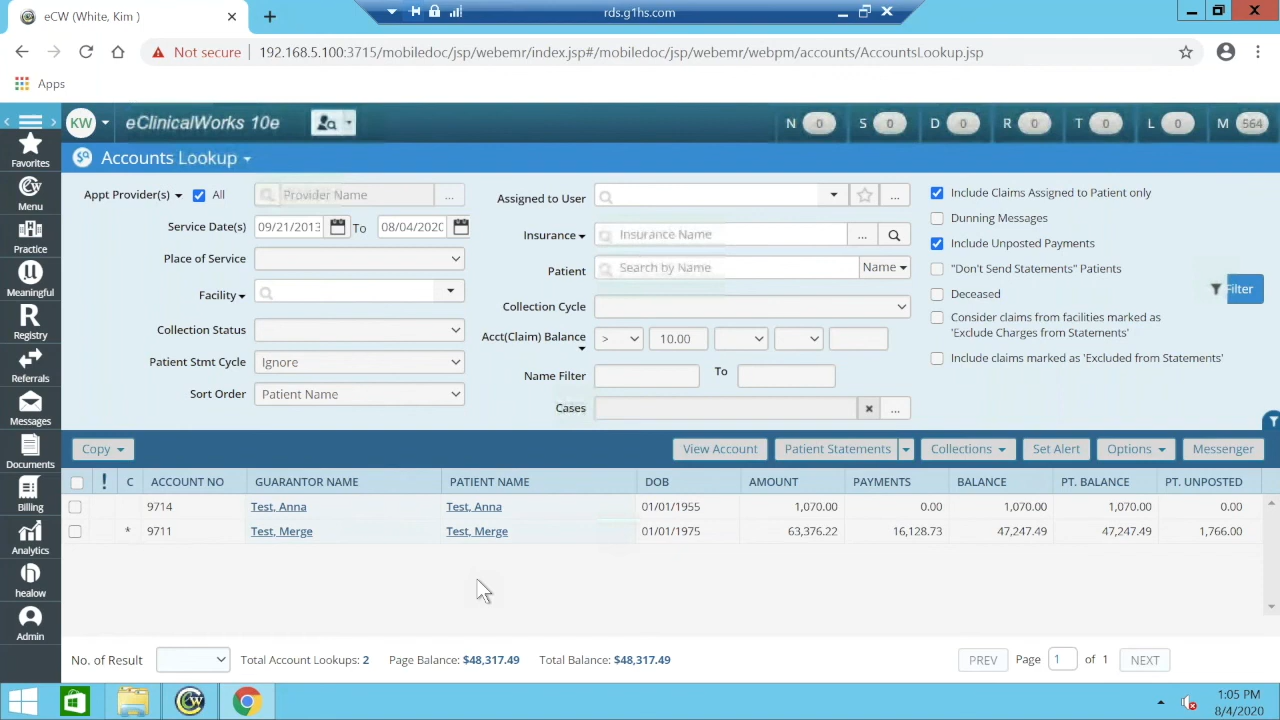 eCW (White, Kim )
rds.g1hs.com
Not secure
192.168.5.100:3715/mobiledoc/jsp/webemr/index.jsp#/mobiledoc/jsp/webemr/webpm/accounts/AccountsLookup.jsp
Apps
KW
eClinicalWorks 10e
N 0
S 0
D 0
R 0
T 0
L 0
M 564
Favorites
Menu
Practice
Meaningful
Registry
Referrals
Messages
Documents
Billing
Analytics
healow
Admin
Accounts Lookup
Appt Provider(s) All Provider Name ...
Service Date(s) 09/21/2013 To 08/04/2020
Place of Service
Facility
Collection Status
Patient Stmt Cycle Ignore
Sort Order Patient Name
Assigned to User ...
Insurance Insurance Name ...
Patient Search by Name Name
Collection Cycle
Acct(Claim) Balance > 10.00
Name Filter To
Cases x ...
Include Claims Assigned to Patient only
Dunning Messages
Include Unposted Payments
"Don't Send Statements" Patients
Deceased
Consider claims from facilities marked as
'Exclude Charges from Statements'
Include claims marked as 'Excluded from Statements'
Filter
Copy View Account Patient Statements Collections Set Alert Options Messenger
! C ACCOUNT NO GUARANTOR NAME PATIENT NAME DOB AMOUNT PAYMENTS BALANCE PT. BALANCE PT. UNPOSTED
9714 Test, Anna Test, Anna 01/01/1955 1,070.00 0.00 1,070.00 1,070.00 0.00
* 9711 Test, Merge Test, Merge 01/01/1975 63,376.22 16,128.73 47,247.49 47,247.49 1,766.00
No. of Result Total Account Lookups: 2 Page Balance: $48,317.49 Total Balance: $48,317.49 PREV Page 1 of 1 NEXT
1:05 PM
8/4/2020